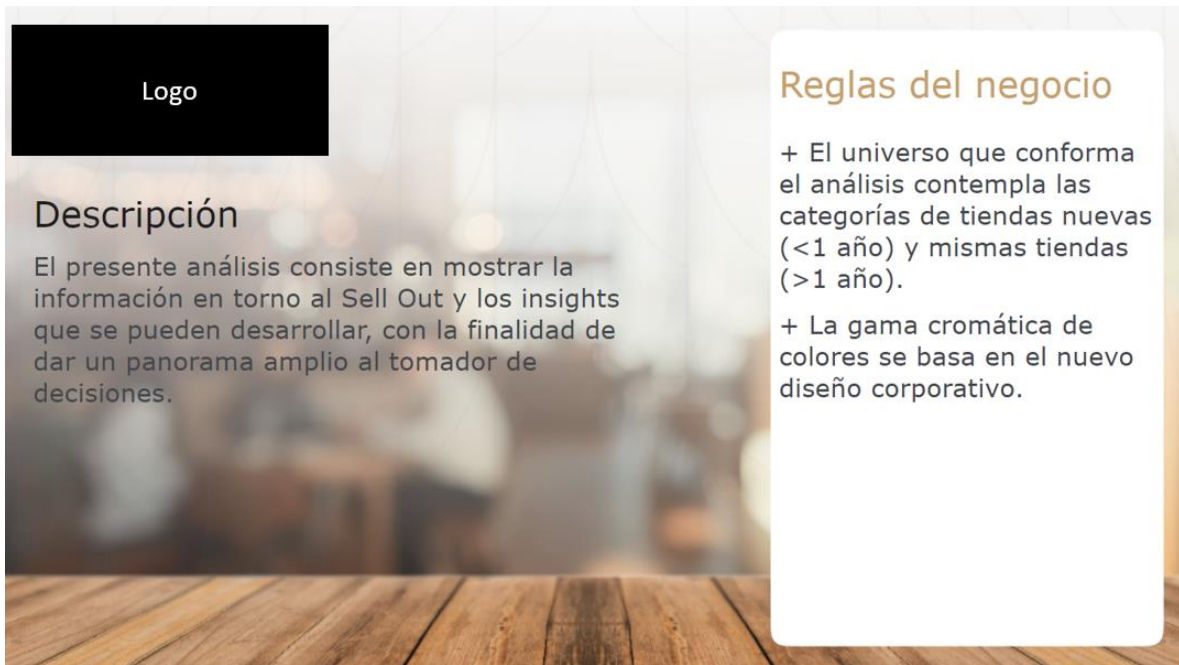 Logo
Descripción
El presente análisis consiste en mostrar la
información en torno al Sell Out y los insights
que se pueden desarrollar, con la finalidad de
dar un panorama amplio al tomador de
decisiones.
Reglas del negocio
+ El universo que conforma
el análisis contempla las
categorías de tiendas nuevas
(<1 año) y mismas tiendas
(>1 año).
+ La gama cromática de
colores se basa en el nuevo
diseño corporativo.